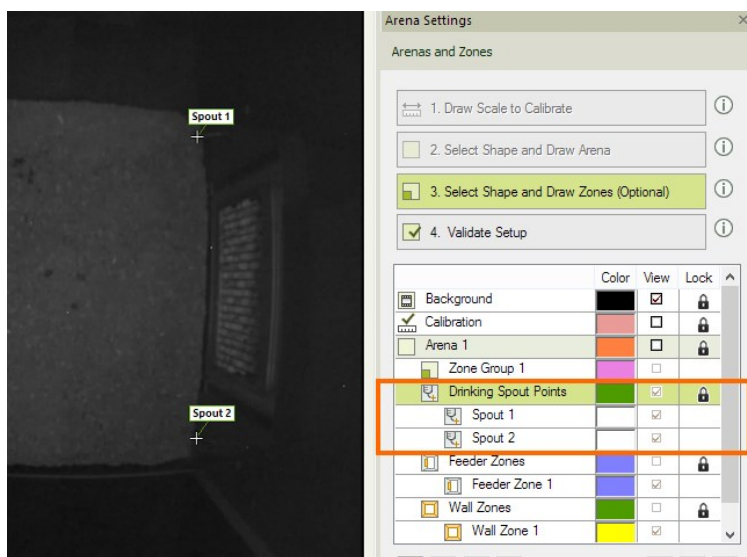 Arena Settings
Arenas and Zones
1. Draw Scale to Calibrate
2. Select Shape and Draw Arena
3. Select Shape and Draw Zones (Optional)
4. Validate Setup
Color View Lock
Background
Calibration
Arena 1
Zone Group 1
Drinking Spout Points
Spout 1
Spout 2
Feeder Zones
Feeder Zone 1
Wall Zones
Wall Zone 1
Spout 1
Spout 2